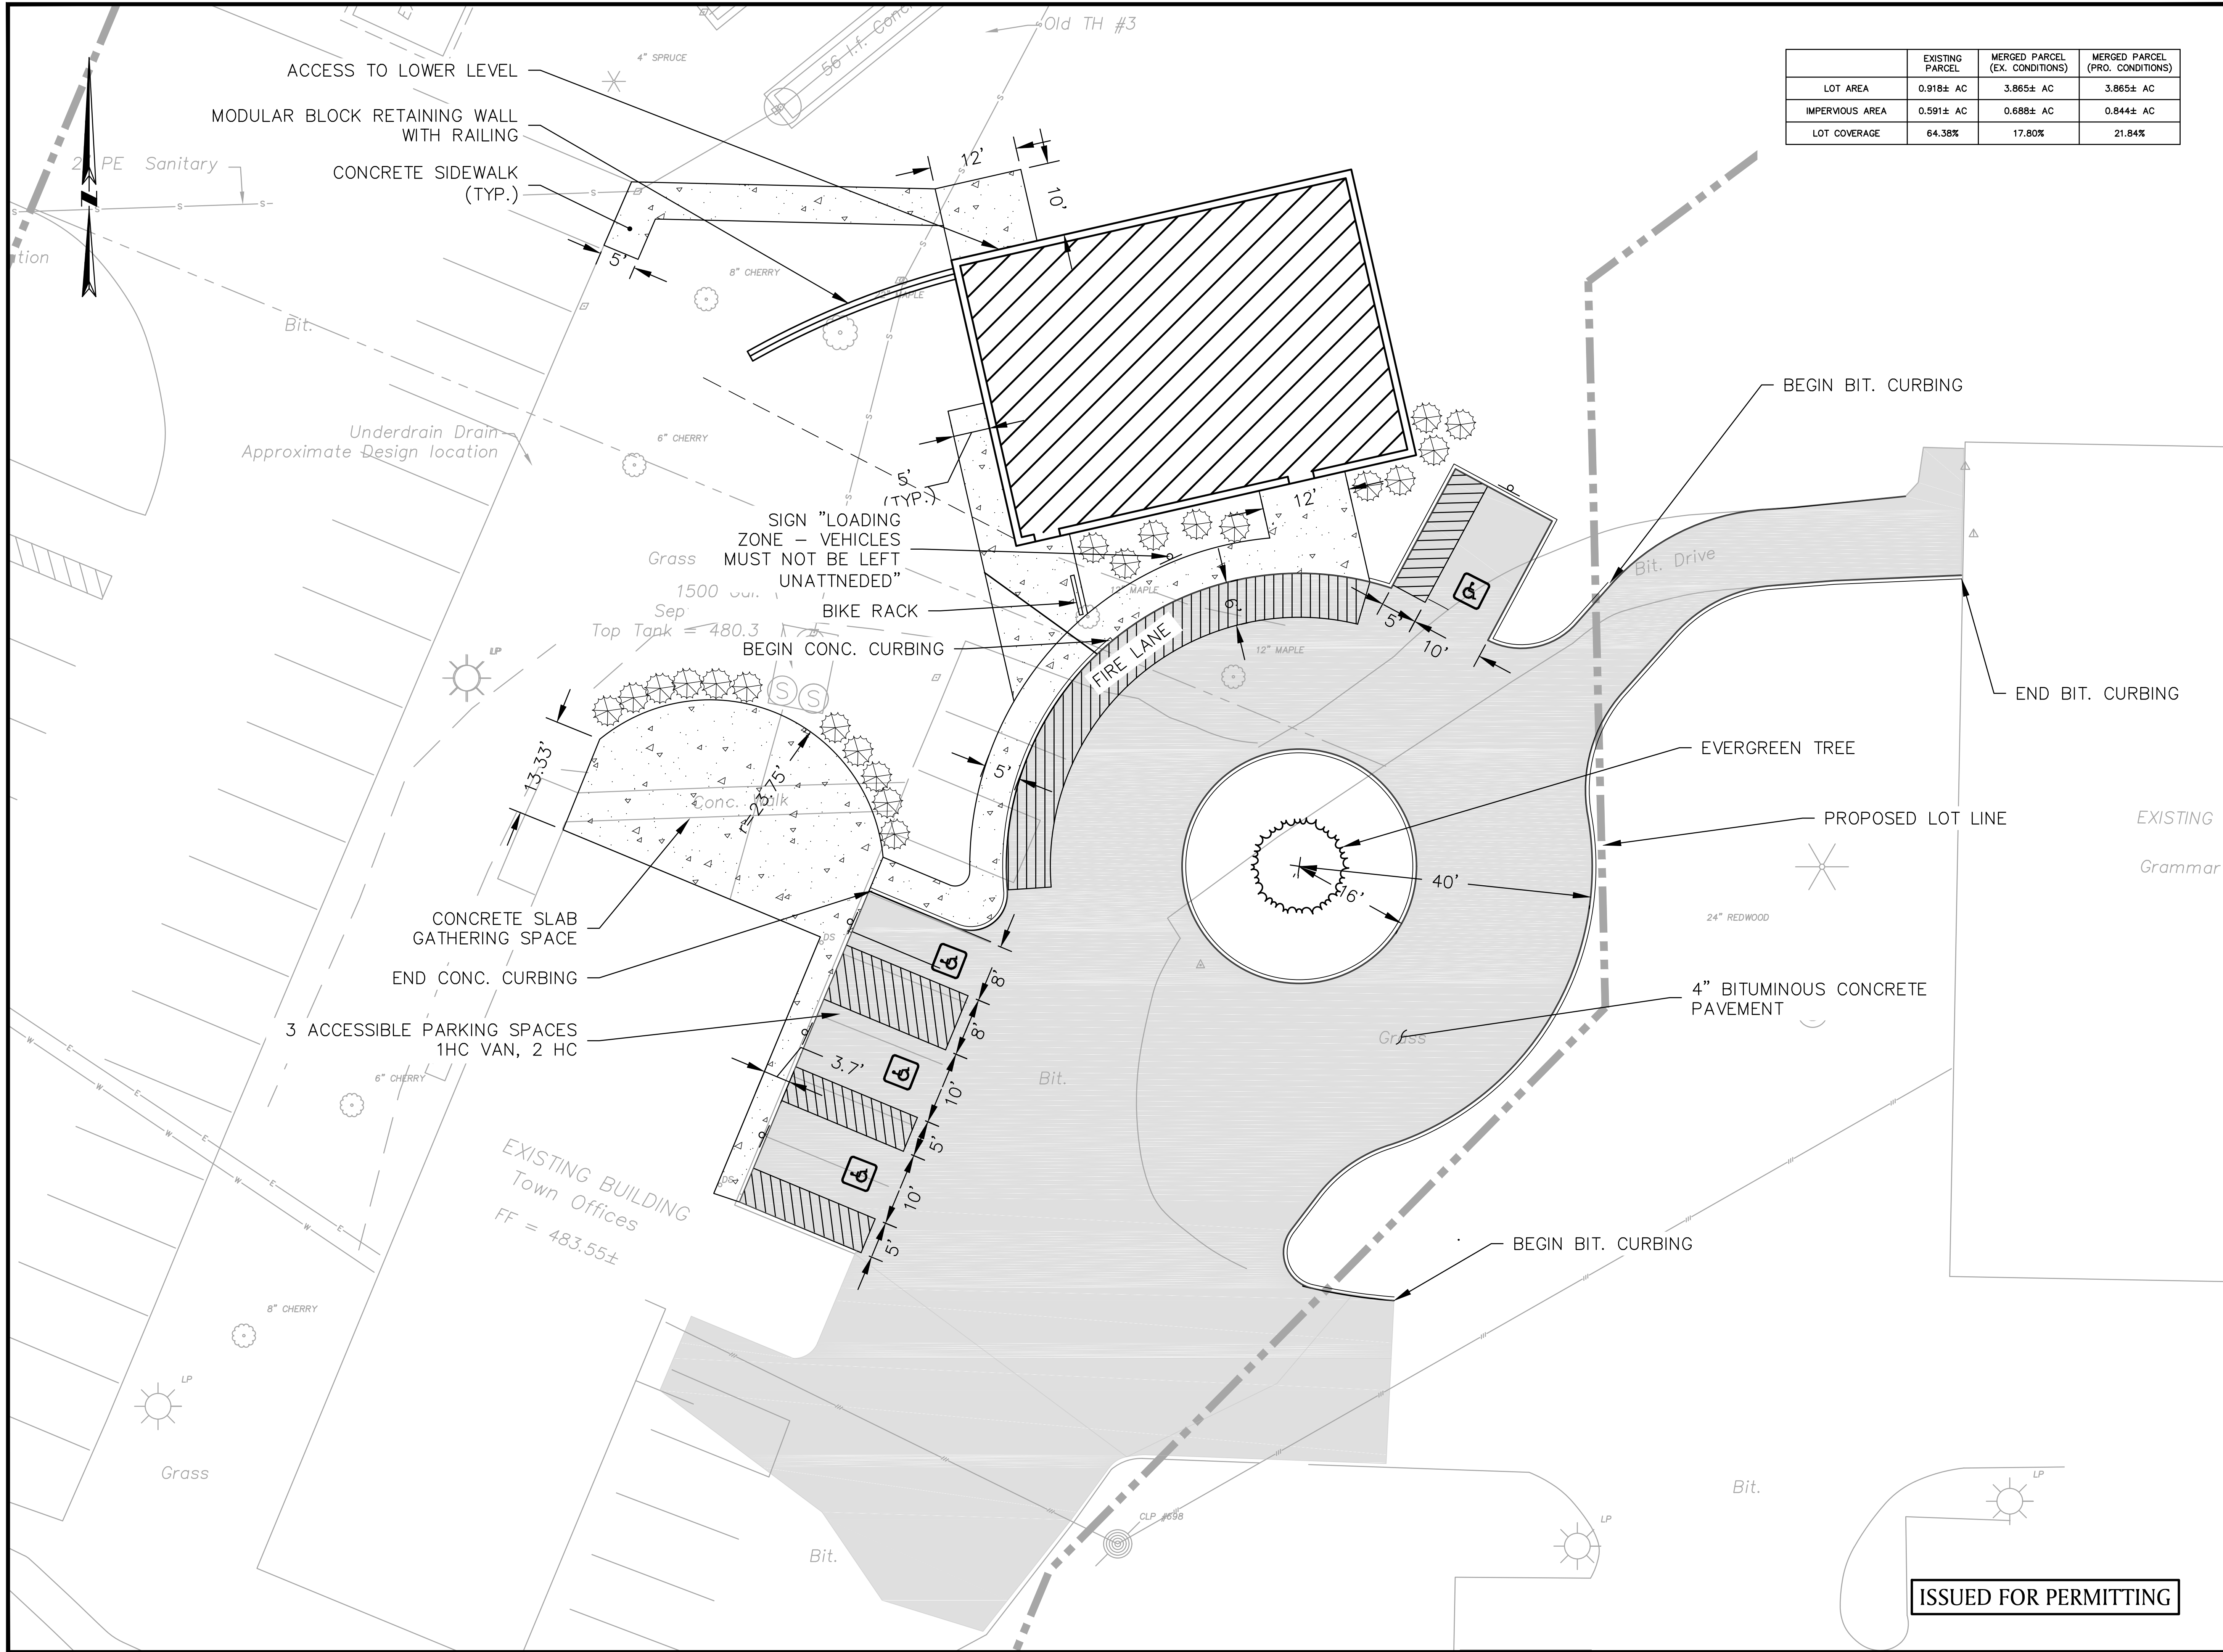 Old TH #3
56 l.f. Conc
4" SPRUCE
ACCESS TO LOWER LEVEL
MODULAR BLOCK RETAINING WALL
WITH RAILING
CONCRETE SIDEWALK
(TYP.)
PE Sanitary
EXISTING PARCEL
MERGED PARCEL (EX. CONDITIONS)
MERGED PARCEL (PRO. CONDITIONS)
LOT AREA 0.918± AC 3.865± AC 3.865± AC
IMPERVIOUS AREA 0.591± AC 0.688± AC 0.844± AC
LOT COVERAGE 64.38% 17.80% 21.84%
12'
10'
5'
8" CHERRY
MAPLE
Bit.
Underdrain Drain
Approximate Design location
6" CHERRY
5'
(TYP.)
12'
BEGIN BIT. CURBING
Bit. Drive
SIGN "LOADING
ZONE – VEHICLES
MUST NOT BE LEFT
UNATTNEDED"
Grass
1500
Top Tank = 480.3
BIKE RACK
BEGIN CONC. CURBING
12" MAPLE
6'
FIRE LANE
12" MAPLE
5'
10'
LP
S S
END BIT. CURBING
EVERGREEN TREE
PROPOSED LOT LINE
EXISTING
Grammar
13.33'
r=23.75'
Conc. Walk
5'
40'
16'
24" REDWOOD
CONCRETE SLAB
GATHERING SPACE
END CONC. CURBING
3 ACCESSIBLE PARKING SPACES
1HC VAN, 2 HC
DS
8'
8'
10'
5'
10'
5'
3.7'
DS
4" BITUMINOUS CONCRETE
PAVEMENT
Grass
Bit.
6" CHERRY
EXISTING BUILDING
Town Offices
FF = 483.55±
BEGIN BIT. CURBING
8" CHERRY
LP
Grass
Bit.
CLP #698
LP
Bit.
LP
ISSUED FOR PERMITTING